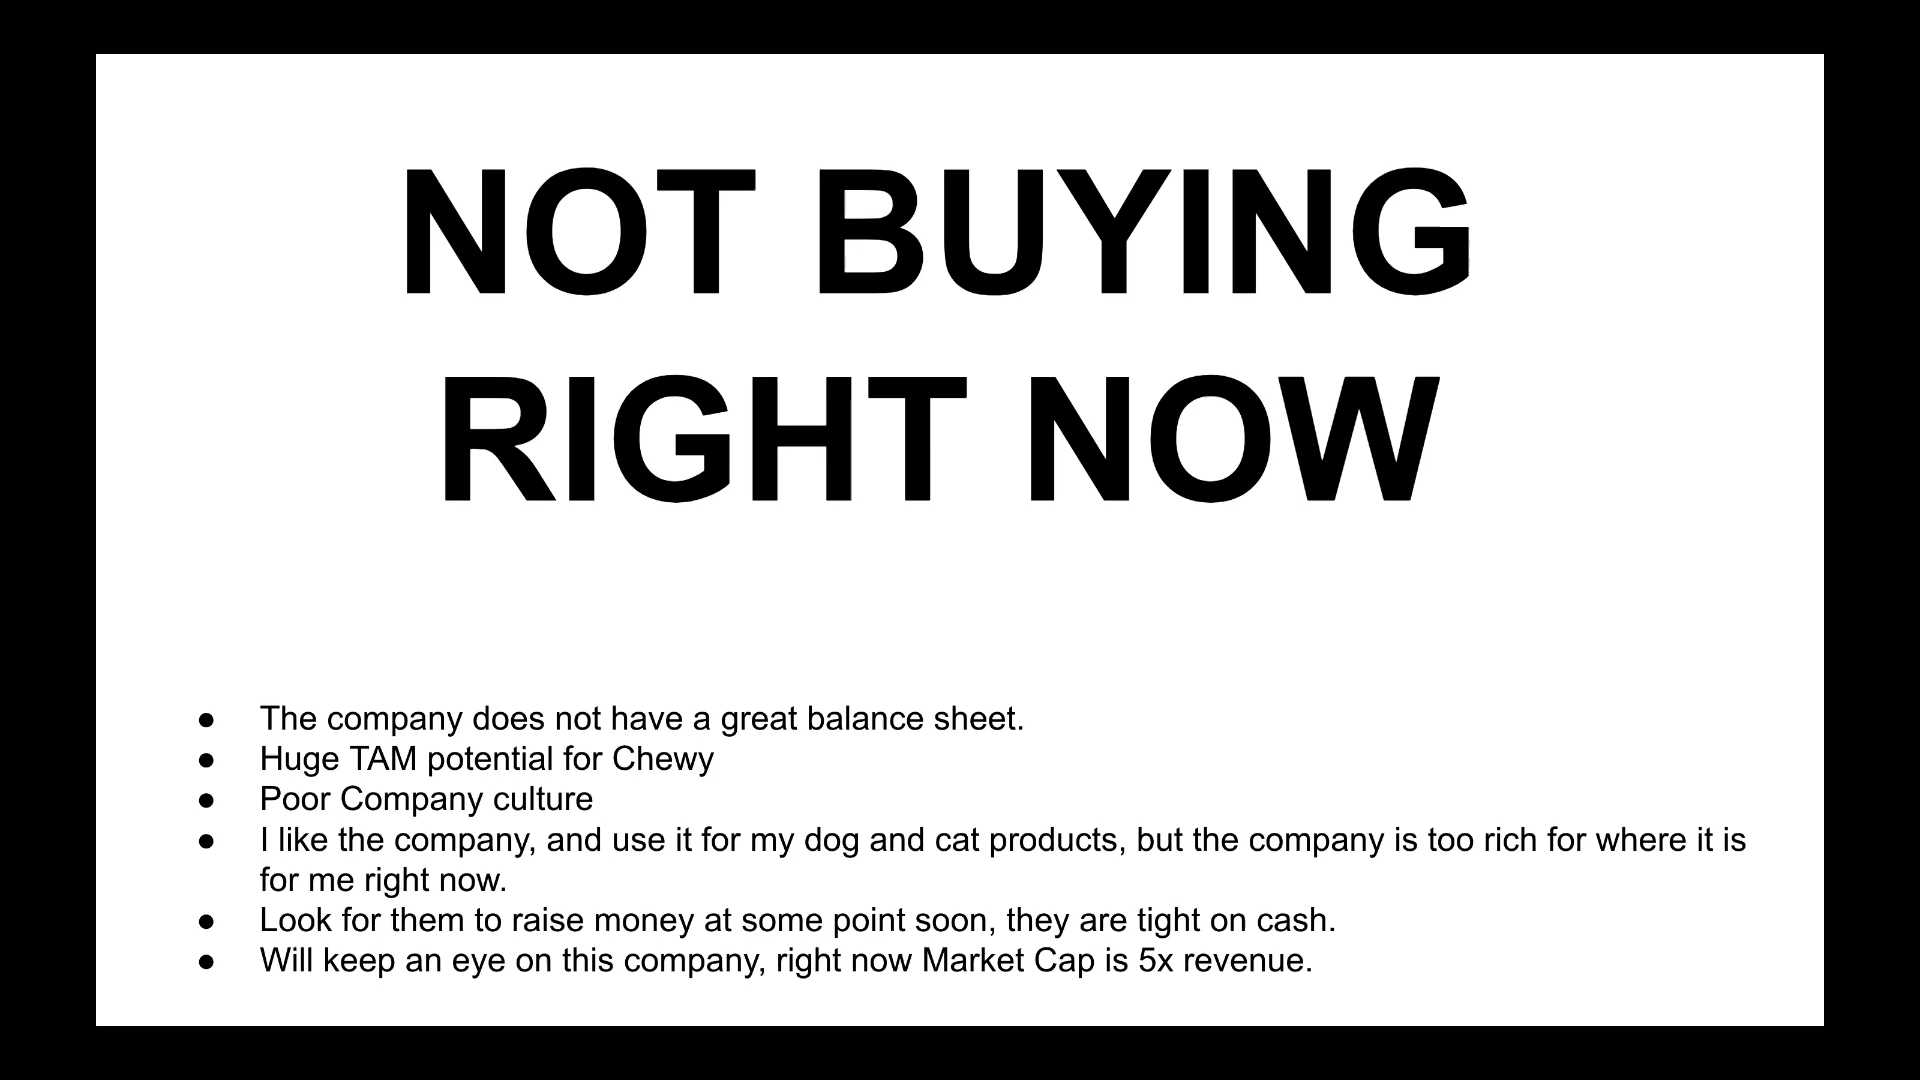 NOT BUYING
RIGHT NOW
● The company does not have a great balance sheet.
● Huge TAM potential for Chewy
● Poor Company culture
● I like the company, and use it for my dog and cat products, but the company is too rich for where it is
for me right now.
● Look for them to raise money at some point soon, they are tight on cash.
● Will keep an eye on this company, right now Market Cap is 5x revenue.